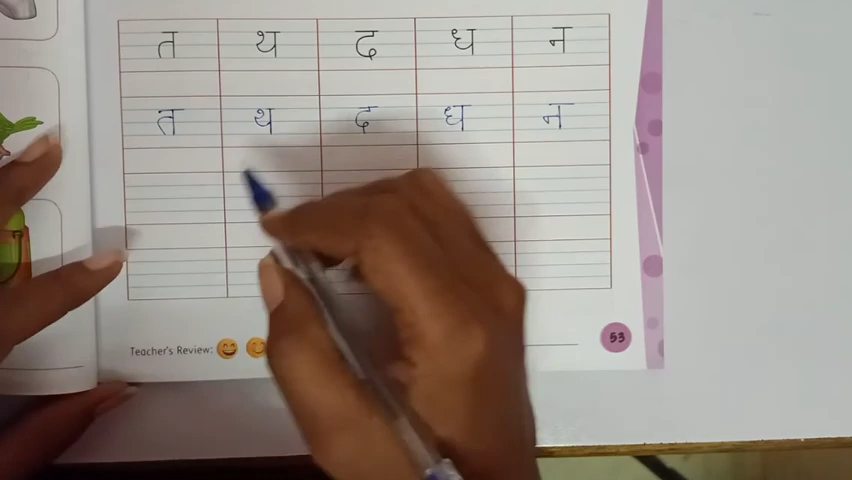 त थ द ध न
त थ द ध न
Teacher's Review:
53